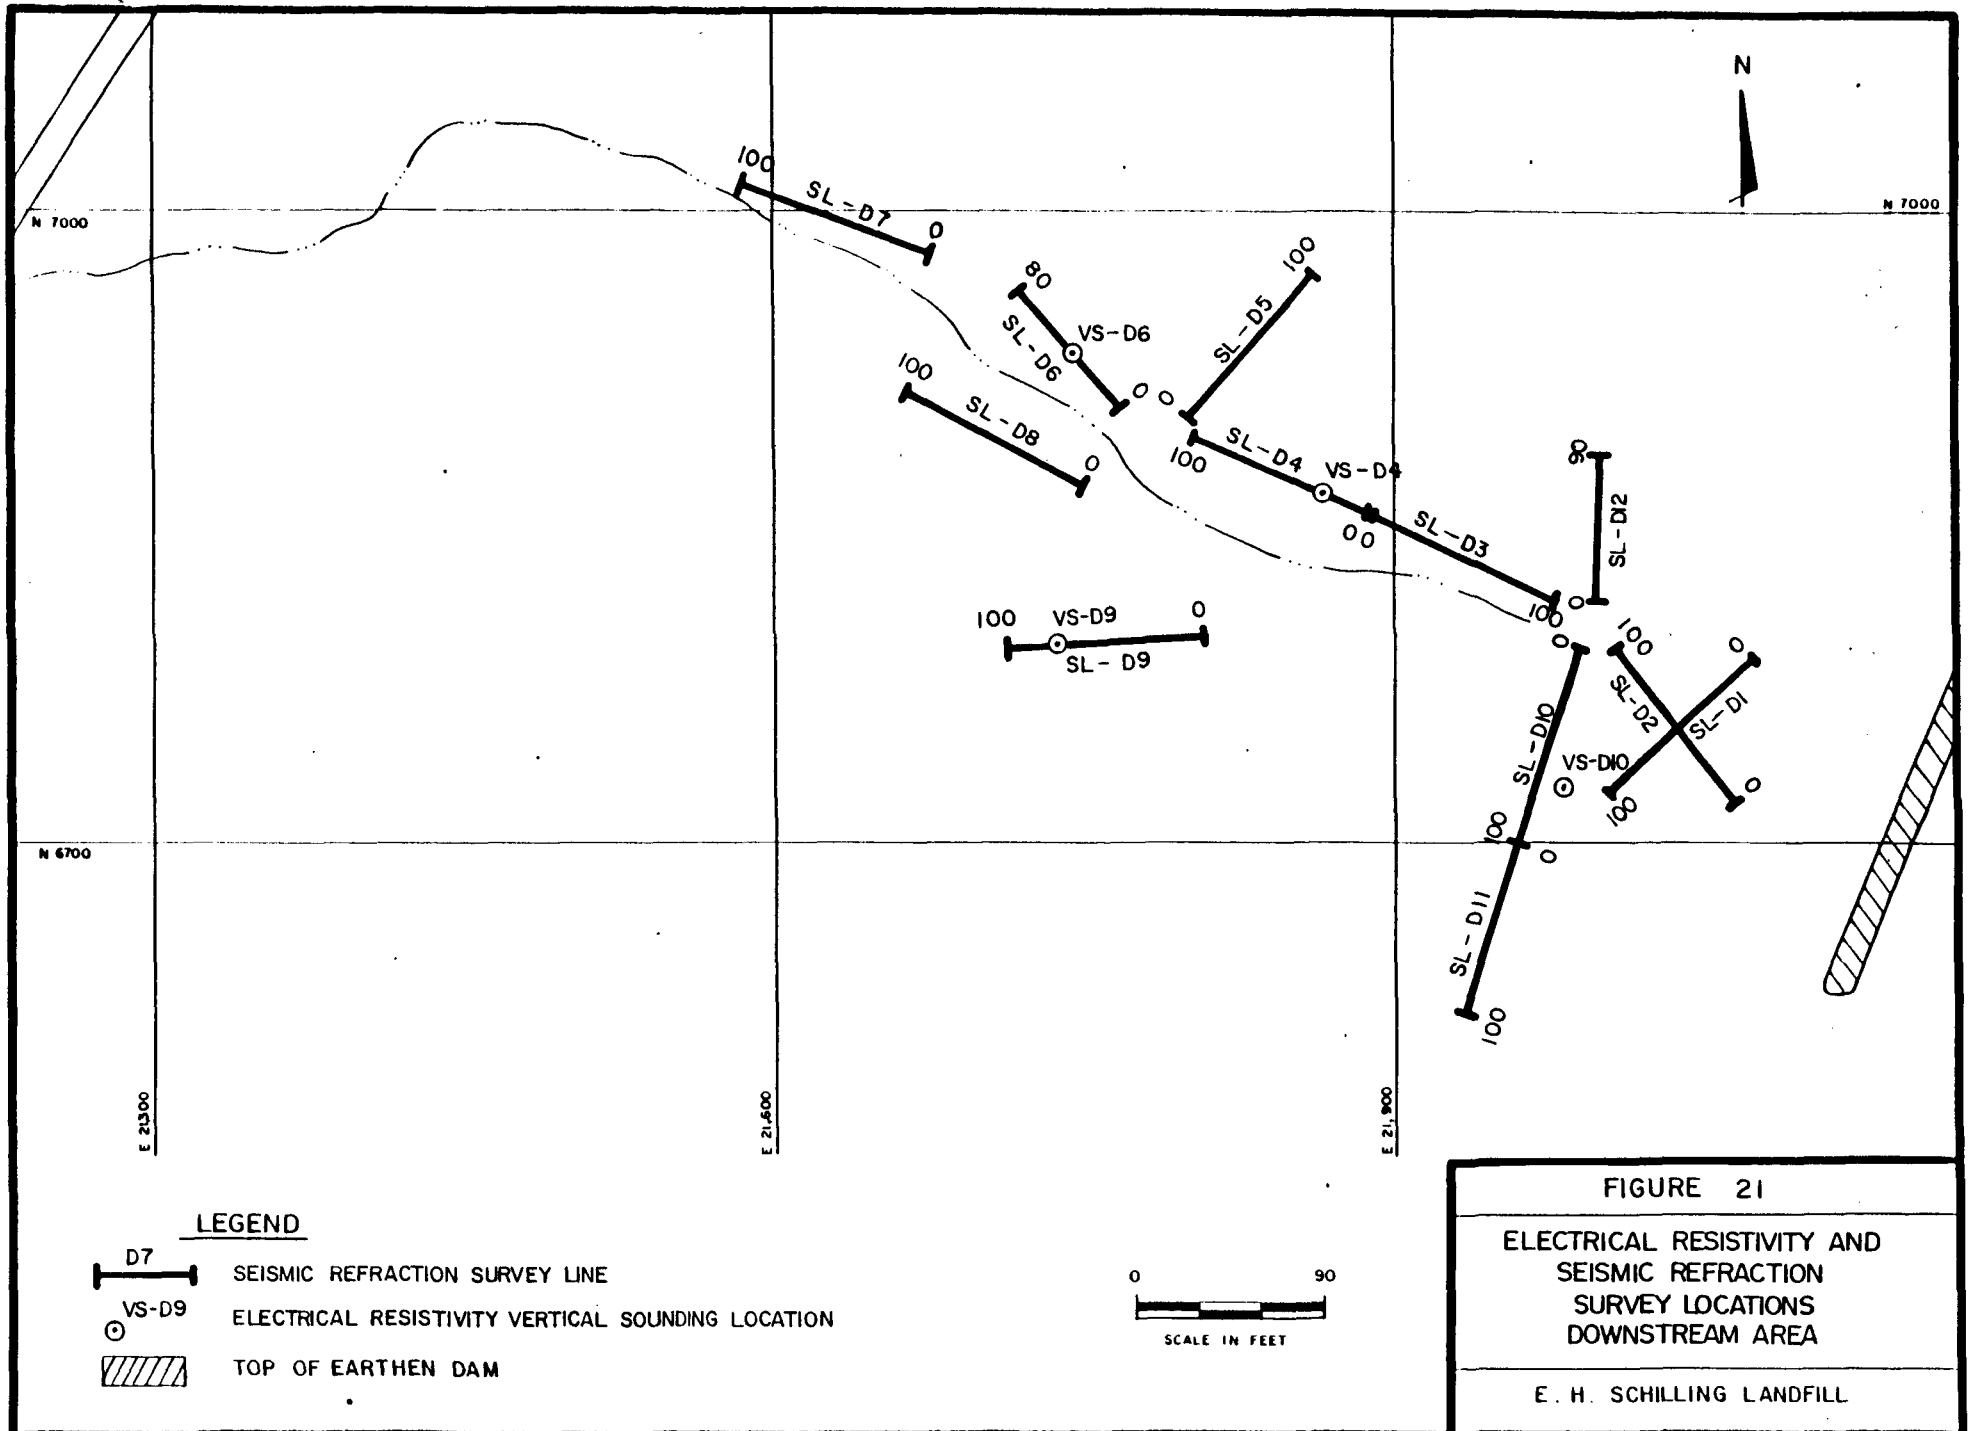 N
N 7000
N 7000
100
SL-D7
0
80
SL-D6
VS-D6
0
100
SL-D5
0
100
SL-D8
0
100
SL-D4
VS-D4
0 0
SL-D3
100
SL-D12
0
100
VS-D9
0
SL-D9
0
SL-D10
VS-D10
100
100
SL-D2
0
0
SL-D1
100
0
SL-D11
100
N 6700
E 21,300
E 21,600
E 21,900
LEGEND
D7
SEISMIC REFRACTION SURVEY LINE
VS-D9
ELECTRICAL RESISTIVITY VERTICAL SOUNDING LOCATION
TOP OF EARTHEN DAM
0 90
SCALE IN FEET
FIGURE 21
ELECTRICAL RESISTIVITY AND
SEISMIC REFRACTION
SURVEY LOCATIONS
DOWNSTREAM AREA
E. H. SCHILLING LANDFILL